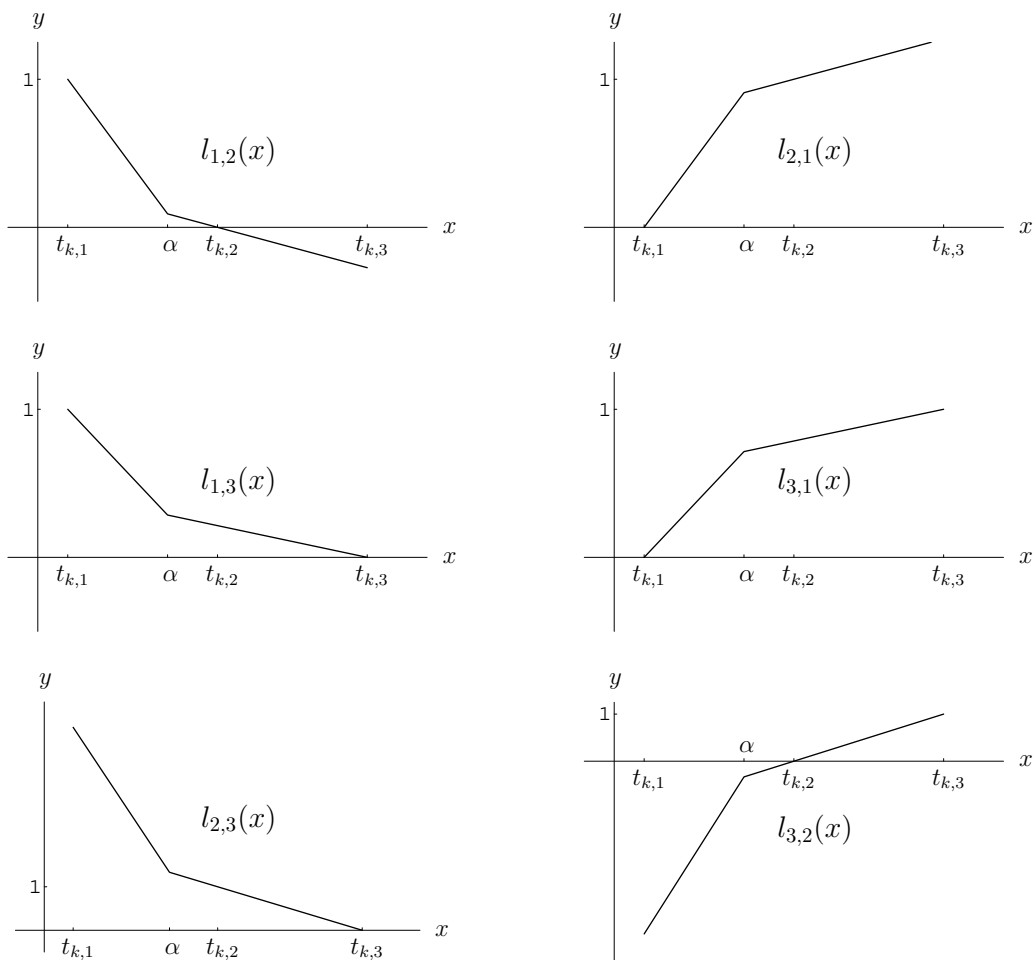 y
1
l_{1,2}(x)
t_{k,1} α t_{k,2} t_{k,3} x
y
1
l_{2,1}(x)
t_{k,1} α t_{k,2} t_{k,3} x
y
1
l_{1,3}(x)
t_{k,1} α t_{k,2} t_{k,3} x
y
1
l_{3,1}(x)
t_{k,1} α t_{k,2} t_{k,3} x
y
l_{2,3}(x)
1
t_{k,1} α t_{k,2} t_{k,3} x
y
1
α
t_{k,1} t_{k,2} t_{k,3} x
l_{3,2}(x)